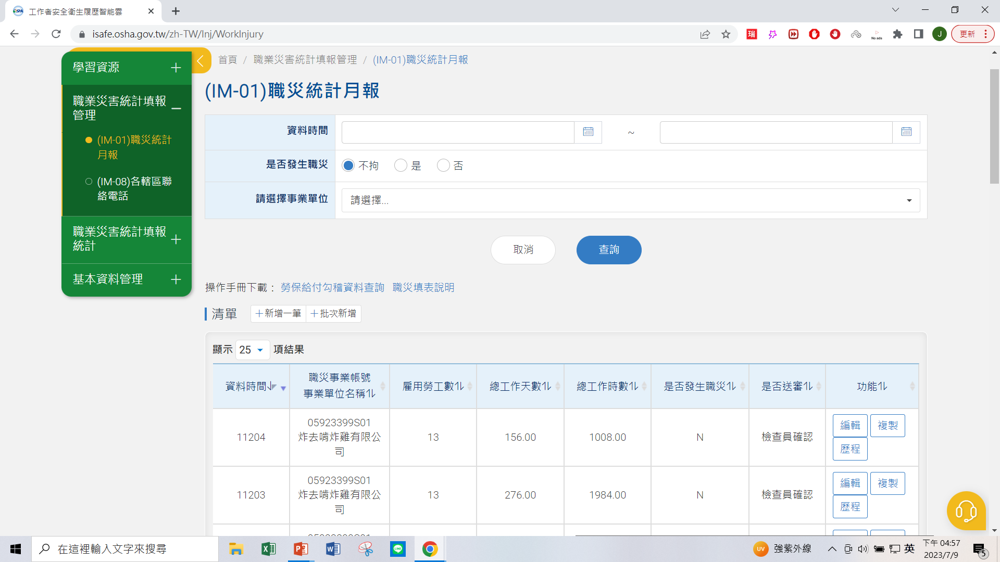 工作者安全衛生履歷智能雲
isafe.osha.gov.tw/zh-TW/Inj/WorkInjury
瑞
No ads
J
更新
學習資源
職業災害統計填報
管理
(IM-01)職災統計
月報
(IM-08)各轄區聯
絡電話
職業災害統計填報
統計
基本資料管理
首頁 / 職業災害統計填報管理 / (IM-01)職災統計月報
(IM-01)職災統計月報
資料時間 ~
是否發生職災 不拘 是 否
請選擇事業單位 請選擇...
取消 查詢
操作手冊下載： 勞保給付勾稽資料查詢 職災填表說明
清單 +新增一筆 +批次新增
顯示 25 項結果
資料時間 職災事業帳號 事業單位名稱 雇用勞工數 總工作天數 總工作時數 是否發生職災 是否送審 功能
05923399S01
11204 炸去啃炸雞有限公 13 156.00 1008.00 N 檢查員確認 編輯 複製
司 歷程
05923399S01
11203 炸去啃炸雞有限公 13 276.00 1984.00 N 檢查員確認 編輯 複製
司 歷程
在這裡輸入文字來搜尋
UV 強紫外線
英
下午 04:57
2023/7/9
5